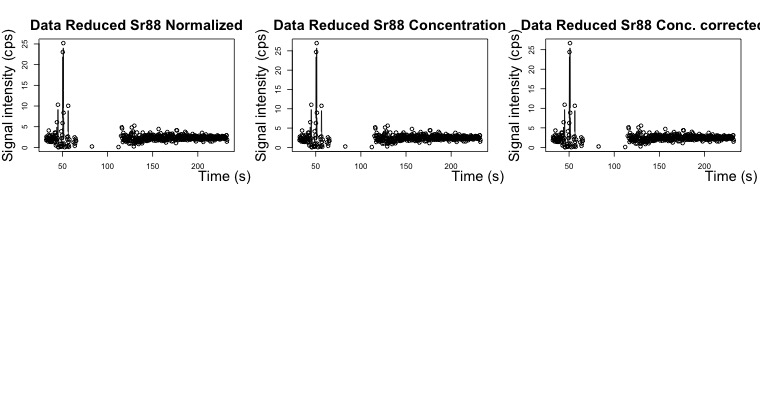 Data Reduced Sr88 Normalized
Signal intensity (cps)
0 5 10 15 20 25
50 100 150 200
Time (s)
Data Reduced Sr88 Concentration
Signal intensity (cps)
0 5 10 15 20 25
50 100 150 200
Time (s)
Data Reduced Sr88 Conc. corrected
Signal intensity (cps)
0 5 10 15 20 25
50 100 150 200
Time (s)